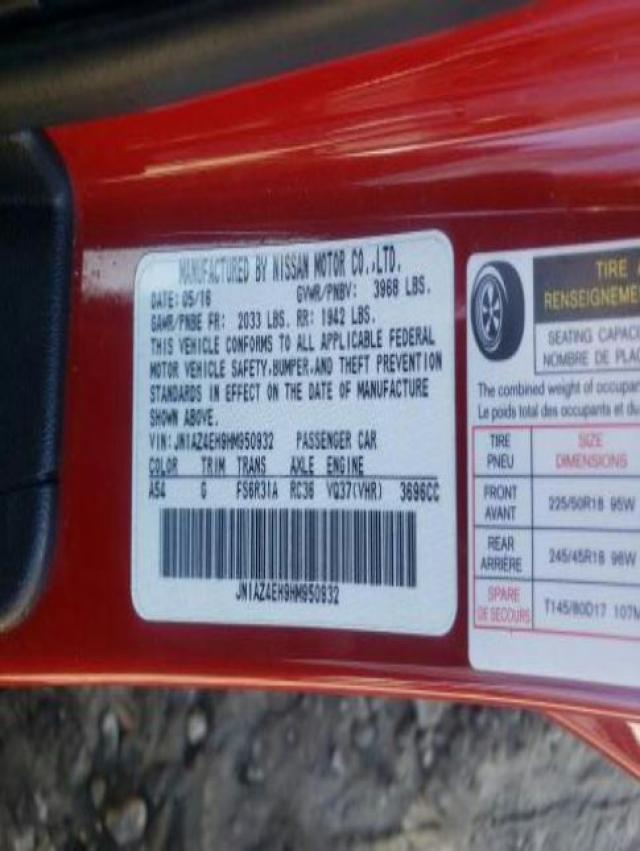 MANUFACTURED BY NISSAN MOTOR CO.,LTD.
DATE: 05/16 GVWR/PNBV: 3968 LBS.
GAWR/PNBE FR: 2033 LBS. RR: 1942 LBS.
THIS VEHICLE CONFORMS TO ALL APPLICABLE FEDERAL
MOTOR VEHICLE SAFETY,BUMPER,AND THEFT PREVENTION
STANDARDS IN EFFECT ON THE DATE OF MANUFACTURE
SHOWN ABOVE.
VIN:JN1AZ4EH9HM950932 PASSENGER CAR
COLOR TRIM TRANS AXLE ENGINE
A54 G FS6R31A RC36 VQ37(VHR) 3696CC
JN1AZ4EH9HM950932
TIRE A
RENSEIGNEME
SEATING CAPAC
NOMBRE DE PLA
The combined weight of occupa
Le poids total des occupants et du
TIRE SIZE
PNEU DIMENSIONS
FRONT
AVANT 225/50R18 95W
REAR
ARRIÈRE 245/45R18 96W
SPARE
DE SECOURS T145/80D17 107M